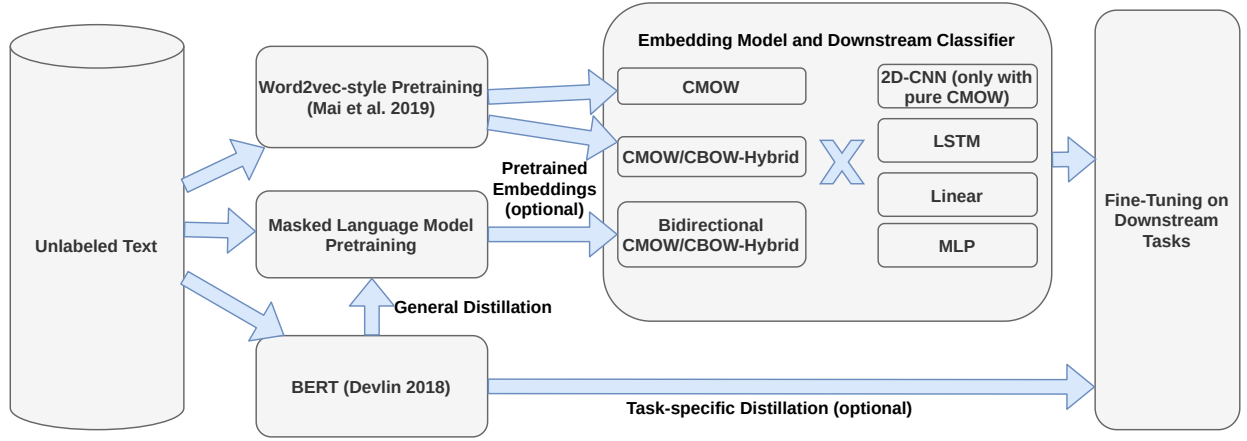 Unlabeled Text
Word2vec-style Pretraining
(Mai et al. 2019)
Masked Language Model
Pretraining
General Distillation
BERT (Devlin 2018)
Pretrained
Embeddings
(optional)
Embedding Model and Downstream Classifier
CMOW
CMOW/CBOW-Hybrid
Bidirectional
CMOW/CBOW-Hybrid
X
2D-CNN (only with
pure CMOW)
LSTM
Linear
MLP
Task-specific Distillation (optional)
Fine-Tuning on
Downstream
Tasks